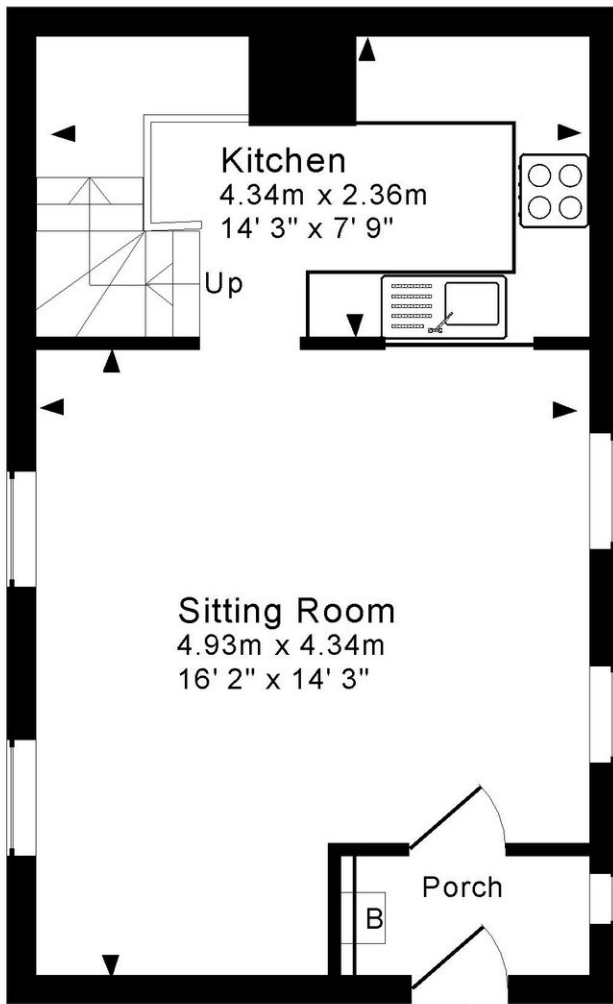 Kitchen
4.34m x 2.36m
14' 3" x 7' 9"
Up
Sitting Room
4.93m x 4.34m
16' 2" x 14' 3"
Porch
B